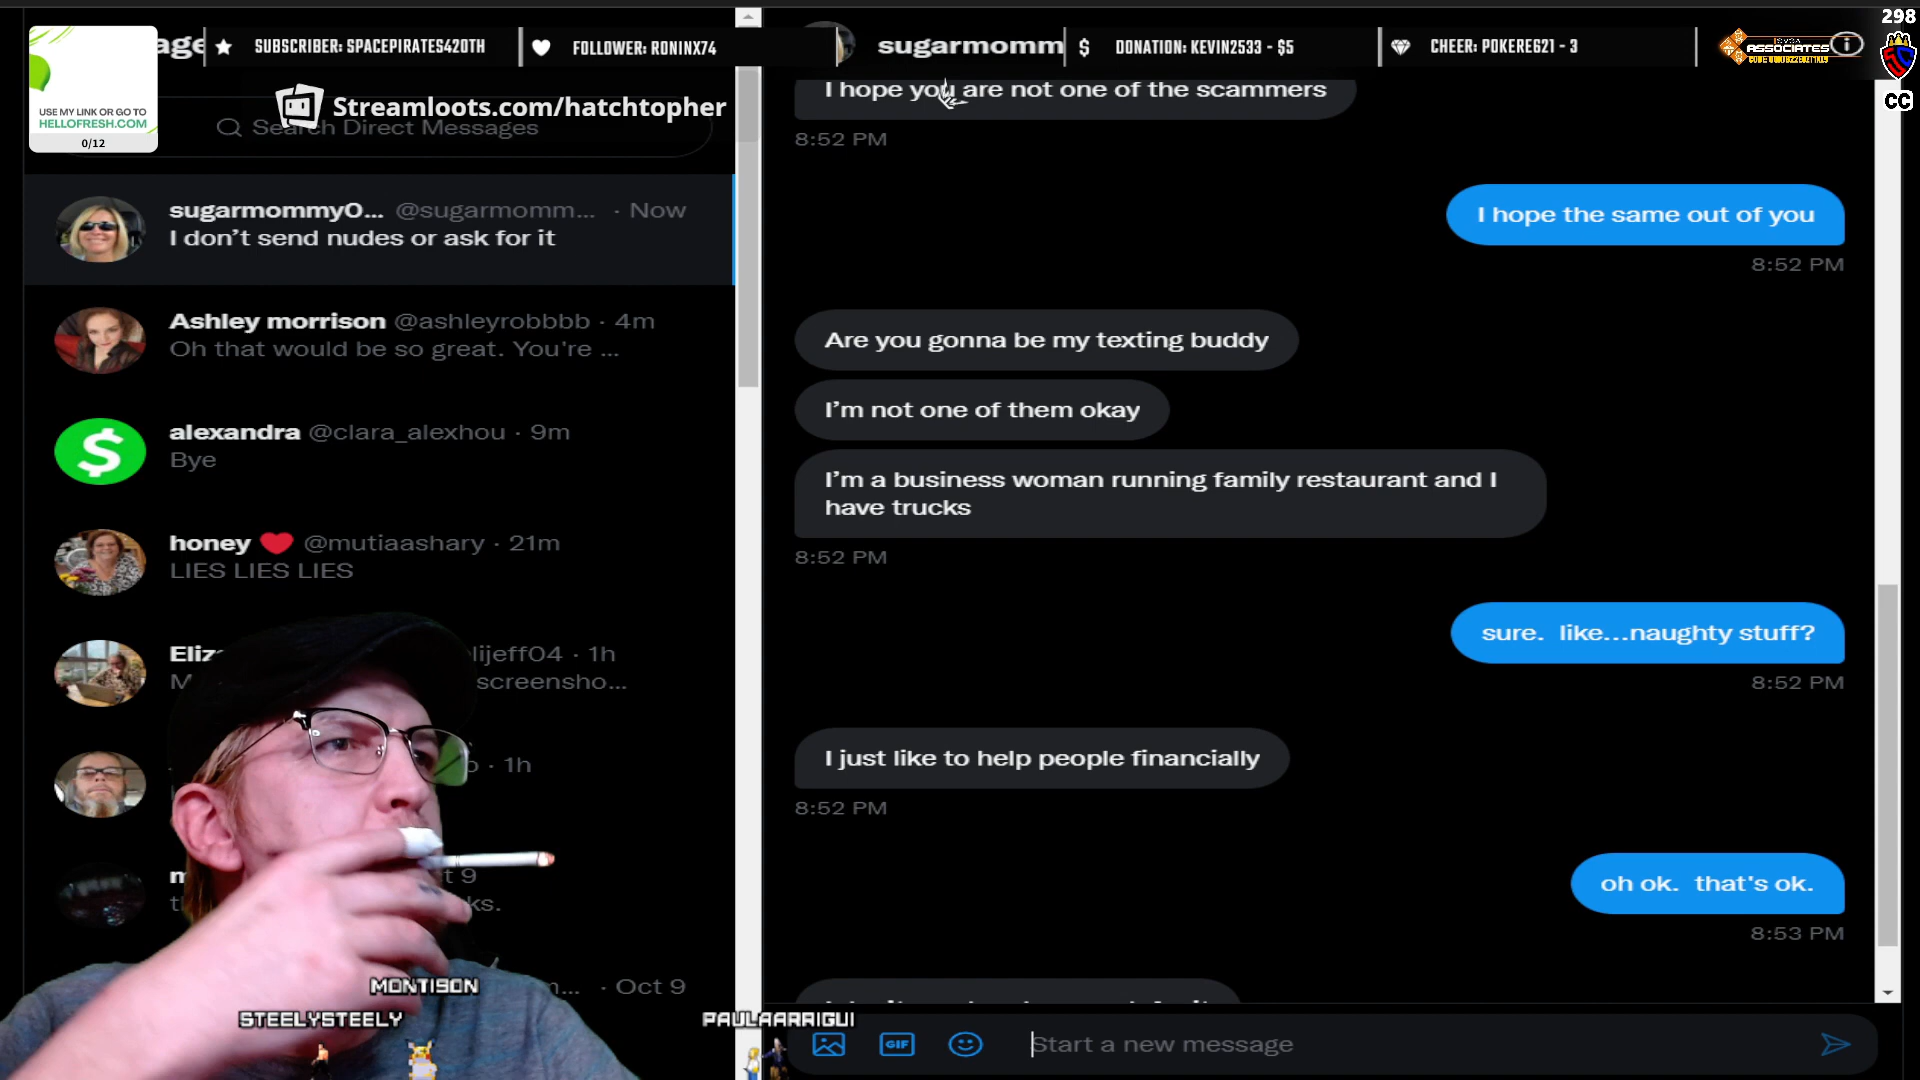 298
SUBSCRIBER: SPACEPIRATES420TH
FOLLOWER: RONINX74
sugarmomm
DONATION: KEVIN2533 - $5
CHEER: POKERE621 - 3
ASSOCIATES
CC
USE MY LINK OR GO TO
HELLOFRESH.COM
0/12
Streamloots.com/hatchtopher
Search Direct Messages
sugarmommyO... @sugarmomm... · Now
I don't send nudes or ask for it
Ashley morrison @ashleyrobbbb · 4m
Oh that would be so great. You're ...
alexandra @clara_alexhou · 9m
$
Bye
honey ❤️ @mutiaashary · 21m
LIES LIES LIES
lijeff04 · 1h
screensho...
· 1h
t 9
ks.
· Oct 9
MONTISON
STEELYSTEELY
PAULAARRIGUI
I hope you are not one of the scammers
8:52 PM
I hope the same out of you
8:52 PM
Are you gonna be my texting buddy
I'm not one of them okay
I'm a business woman running family restaurant and I
have trucks
8:52 PM
sure.  like...naughty stuff?
8:52 PM
I just like to help people financially
8:52 PM
oh ok.  that's ok.
8:53 PM
GIF
Start a new message